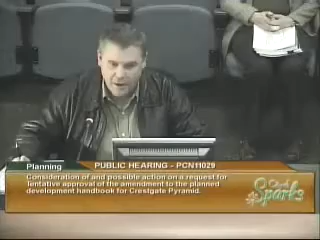 Planning
PUBLIC HEARING - PCN11029
Consideration of and possible action on a request for
Tentative approval of the amendment to the planned
development handbook for Crestgate Pyramid.
Sparks